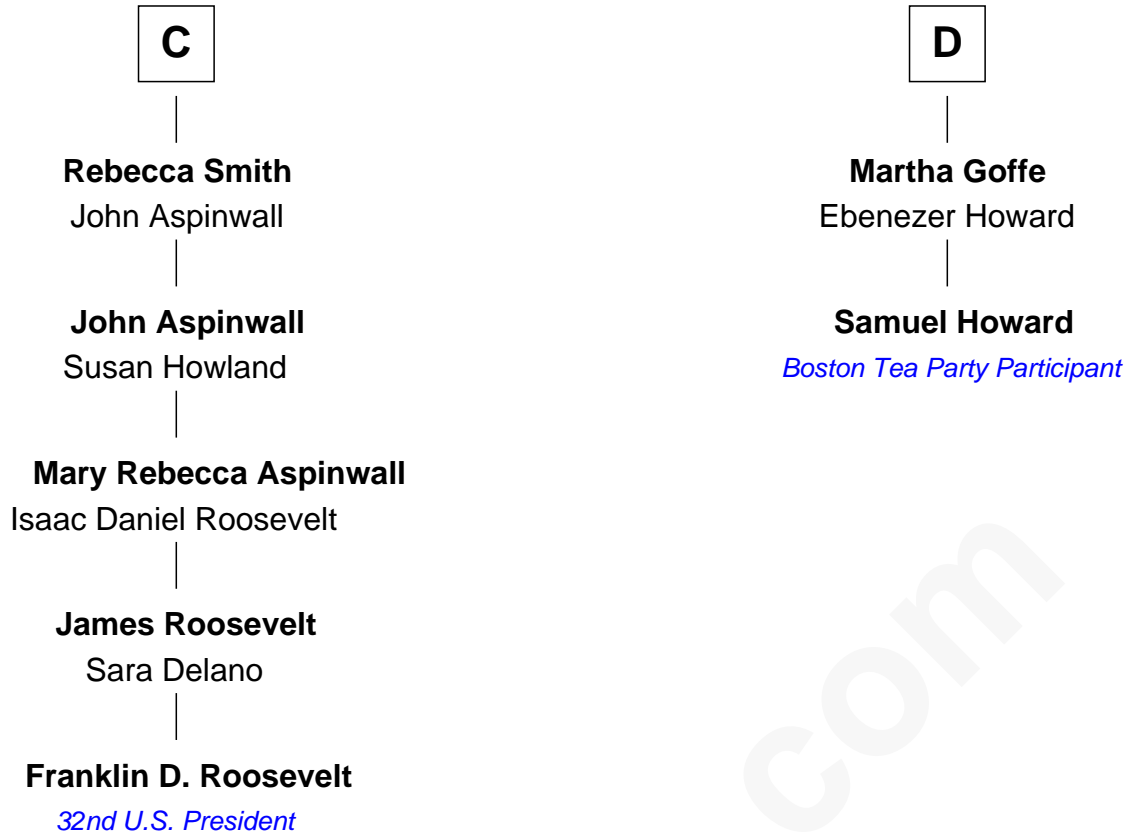 C
Rebecca Smith
John Aspinwall
John Aspinwall
Susan Howland
Mary Rebecca Aspinwall
Isaac Daniel Roosevelt
James Roosevelt
Sara Delano
Franklin D. Roosevelt
32nd U.S. President
D
Martha Goffe
Ebenezer Howard
Samuel Howard
Boston Tea Party Participant
com